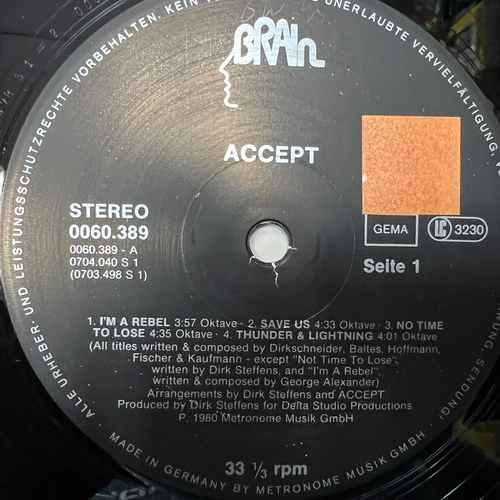 BRAIN
ACCEPT
STEREO
0060.389
0060.389 - A
0704.040 S 1
(0703.498 S 1)
GEMA
LC 3230
Seite 1
1. I'M A REBEL 3:57 Oktave - 2. SAVE US 4:33 Oktave - 3. NO TIME
TO LOSE 4:35 Oktave - 4. THUNDER & LIGHTNING 4:01 Oktave
(All titles written & composed by Dirkschneider, Baltes, Hoffmann,
Fischer & Kaufmann - except "Not Time To Lose",
written by Dirk Steffens, and "I'm A Rebel",
written & composed by George Alexander)
Arrangements by Dirk Steffens and ACCEPT
Produced by Dirk Steffens for Delta Studio Productions
P. 1980 Metronome Musik GmbH
33 1/3 rpm
MADE IN GERMANY BY METRONOME MUSIK GMBH ·
ALLE URHEBER- UND LEISTUNGSSCHUTZRECHTE VORBEHALTEN. KEIN
UNERLAUBTE VERVIELFÄLTIGUNG,